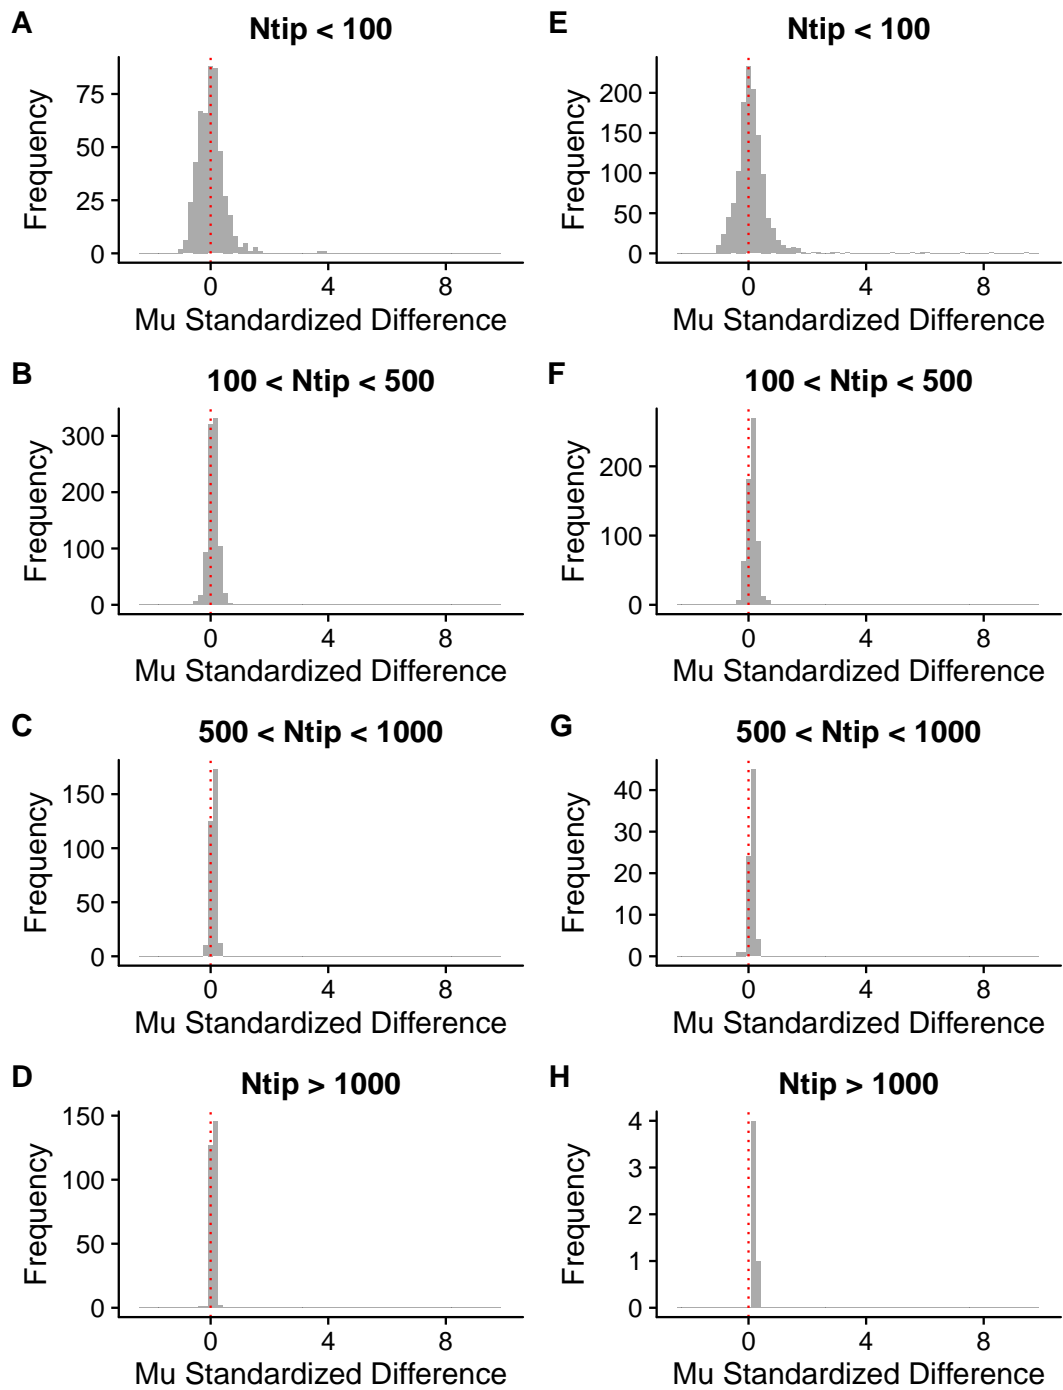 A
Ntip < 100
Frequency
75
50
25
0
0 4 8
Mu Standardized Difference
E
Ntip < 100
Frequency
200
150
100
50
0
0 4 8
Mu Standardized Difference
B
100 < Ntip < 500
Frequency
300
200
100
0
0 4 8
Mu Standardized Difference
F
100 < Ntip < 500
Frequency
200
100
0
0 4 8
Mu Standardized Difference
C
500 < Ntip < 1000
Frequency
150
100
50
0
0 4 8
Mu Standardized Difference
G
500 < Ntip < 1000
Frequency
40
30
20
10
0
0 4 8
Mu Standardized Difference
D
Ntip > 1000
Frequency
150
100
50
0
0 4 8
Mu Standardized Difference
H
Ntip > 1000
Frequency
4
3
2
1
0
0 4 8
Mu Standardized Difference